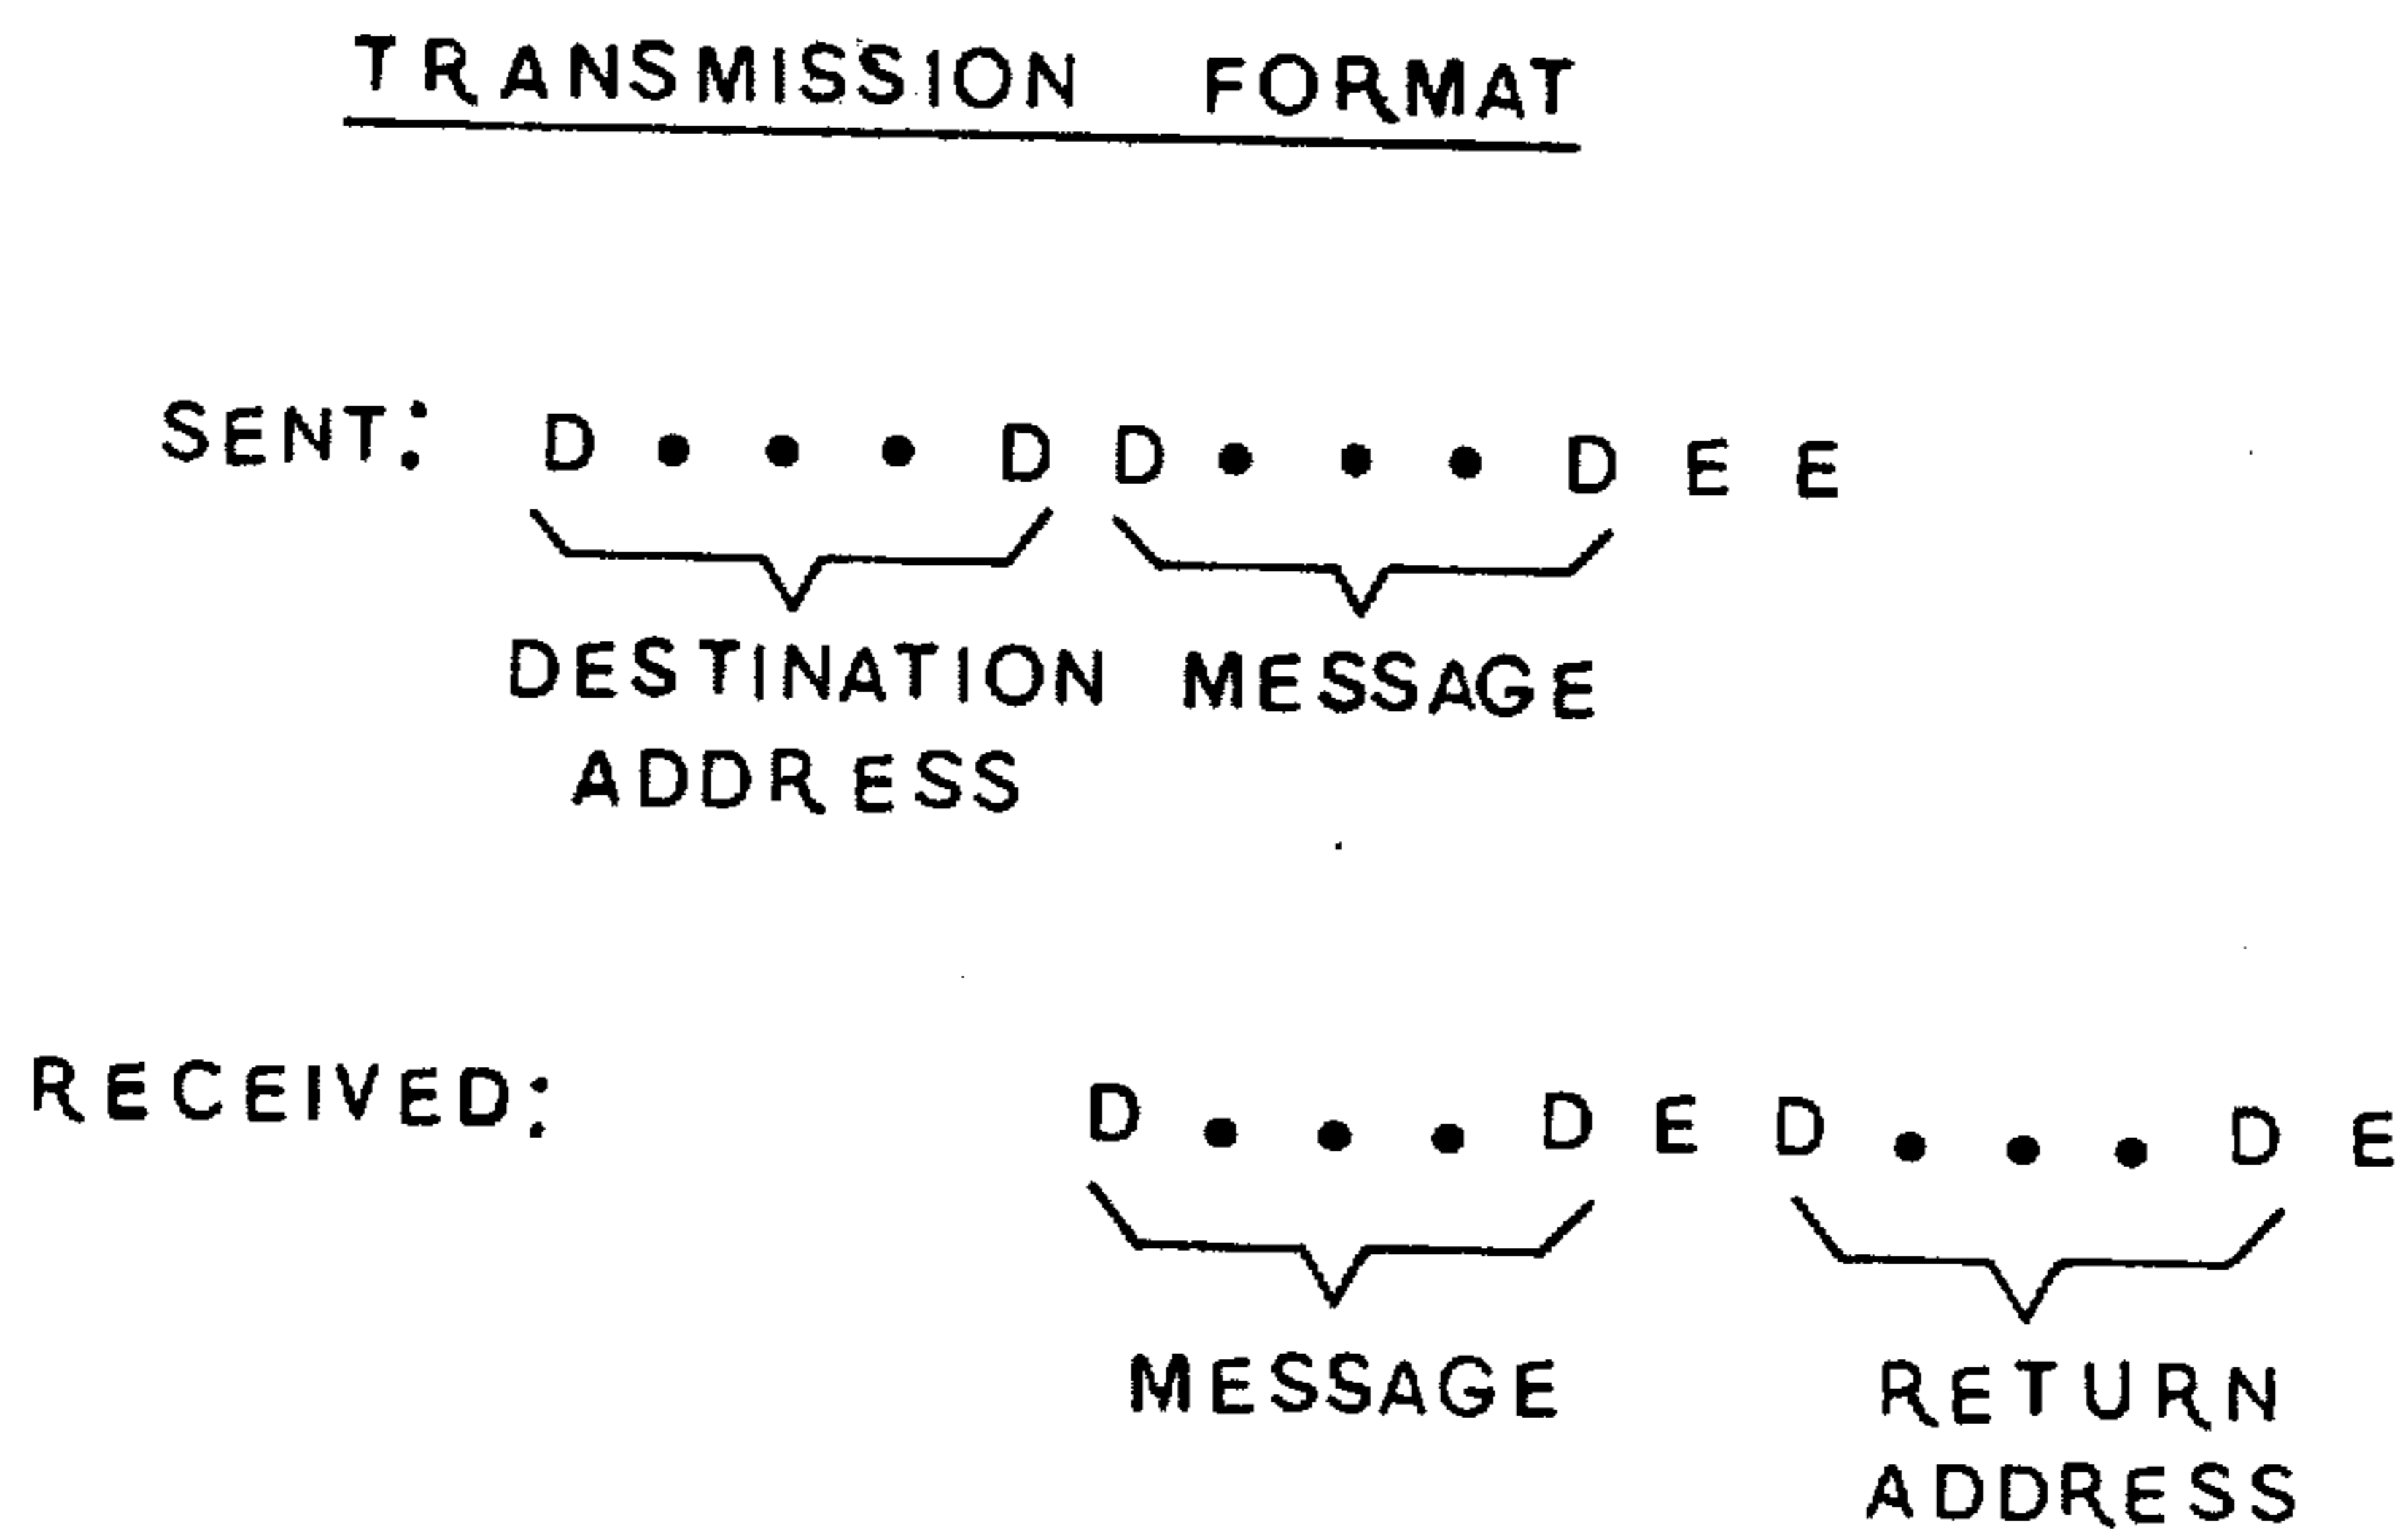 TRANSMISSION FORMAT
SENT: D • • • D D • • • D E E
DESTINATION MESSAGE
ADDRESS
RECEIVED: D • • • D E D • • • D E
MESSAGE RETURN
ADDRESS